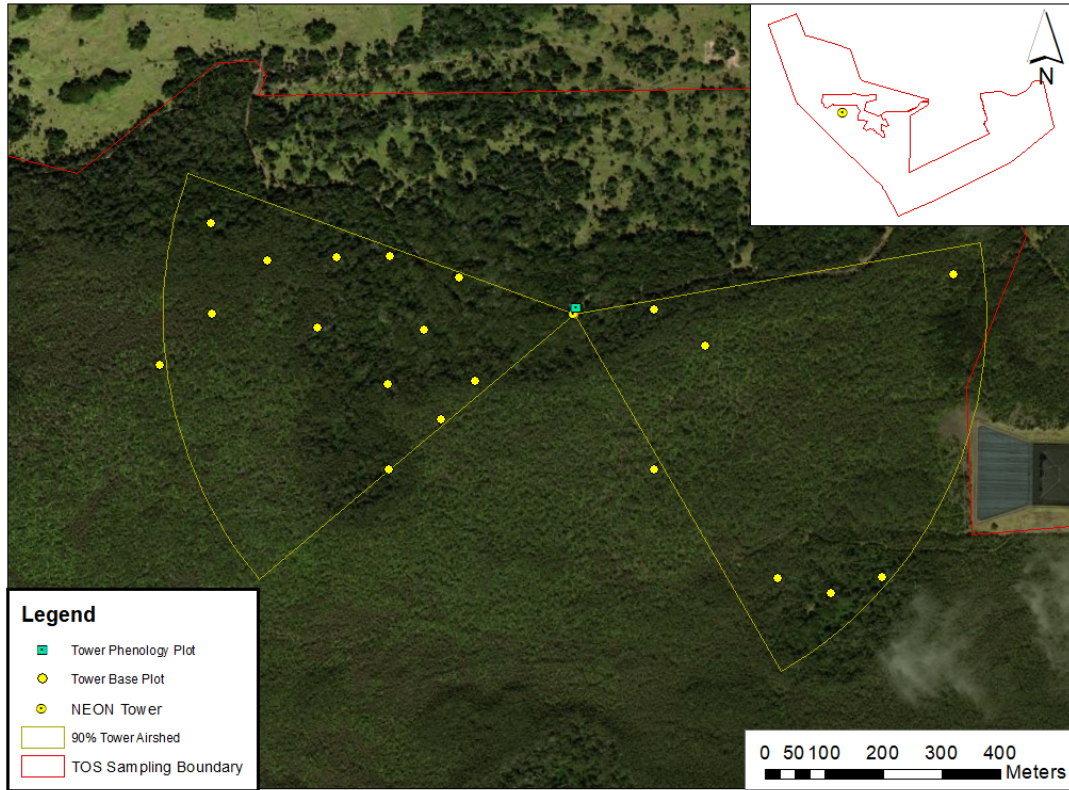 N
Legend
Tower Phenology Plot
Tower Base Plot
NEON Tower
90% Tower Airshed
TOS Sampling Boundary
0 50 100 200 300 400
Meters